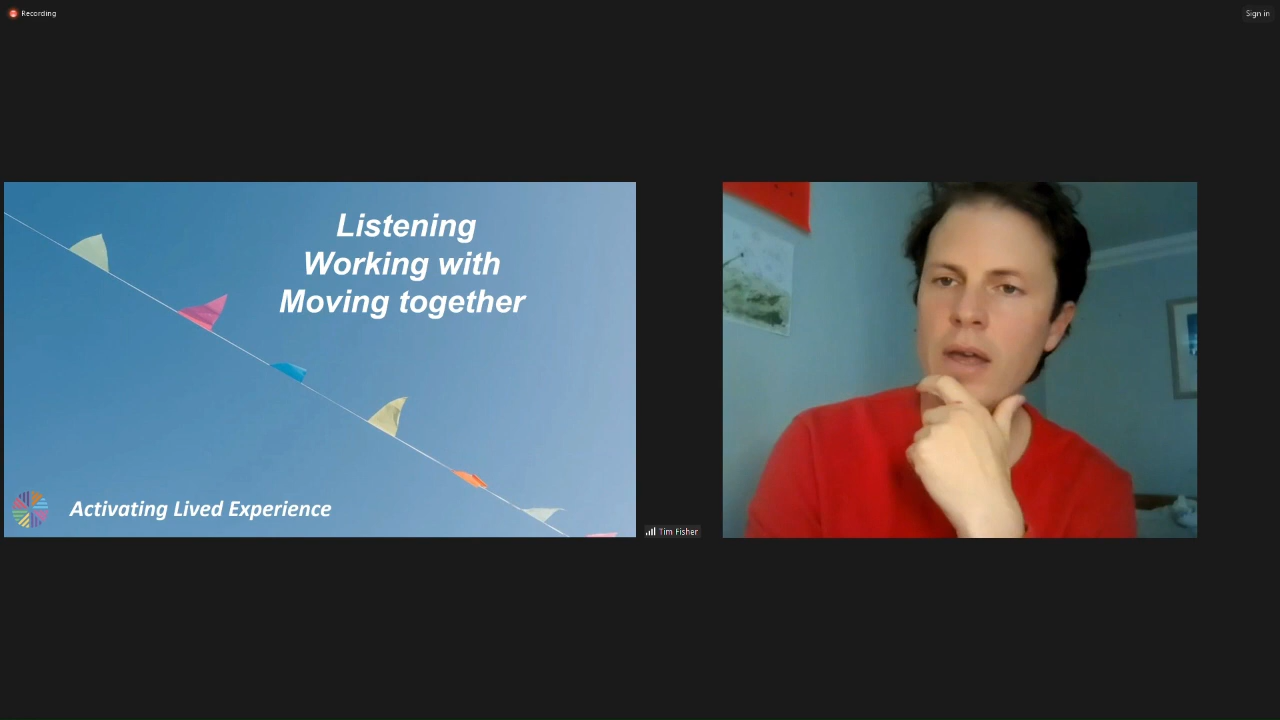 Recording
Sign in
Listening
Working with
Moving together
Activating Lived Experience
Tim Fisher